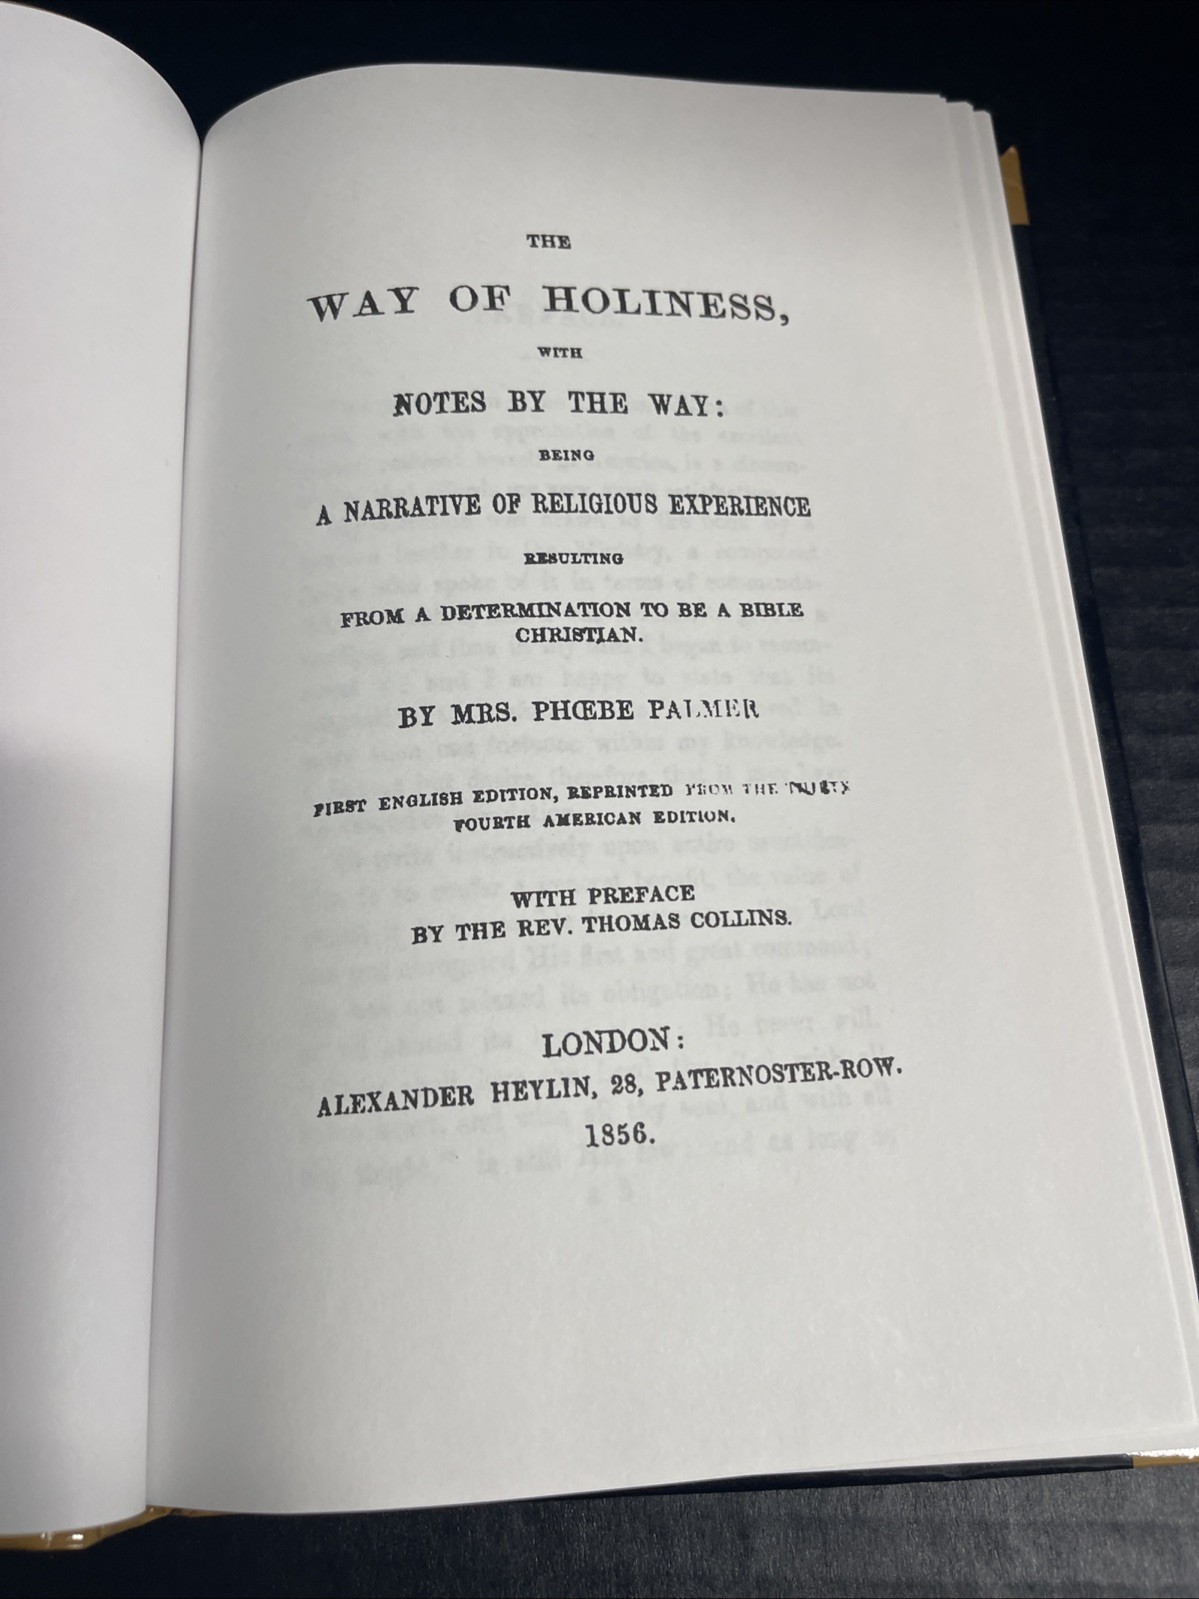 THE
WAY OF HOLINESS,
WITH
NOTES BY THE WAY:
BEING
A NARRATIVE OF RELIGIOUS EXPERIENCE
RESULTING
FROM A DETERMINATION TO BE A BIBLE
CHRISTIAN.
BY MRS. PHŒBE PALMER
FIRST ENGLISH EDITION, REPRINTED FROM THE THIRTY
FOURTH AMERICAN EDITION.
WITH PREFACE
BY THE REV. THOMAS COLLINS.
LONDON:
ALEXANDER HEYLIN, 28, PATERNOSTER-ROW.
1856.